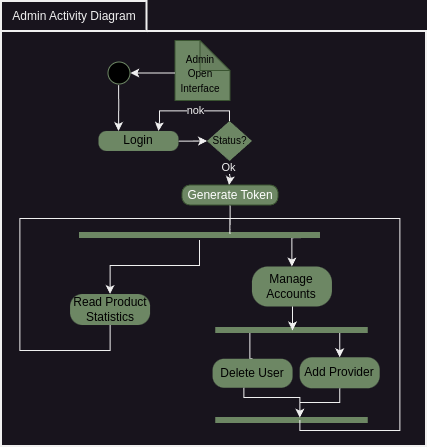 Admin Activity Diagram
Admin
Open
Interface
nok
Login
Status?
Ok
Generate Token
Manage
Accounts
Read Product
Statistics
Delete User
Add Provider